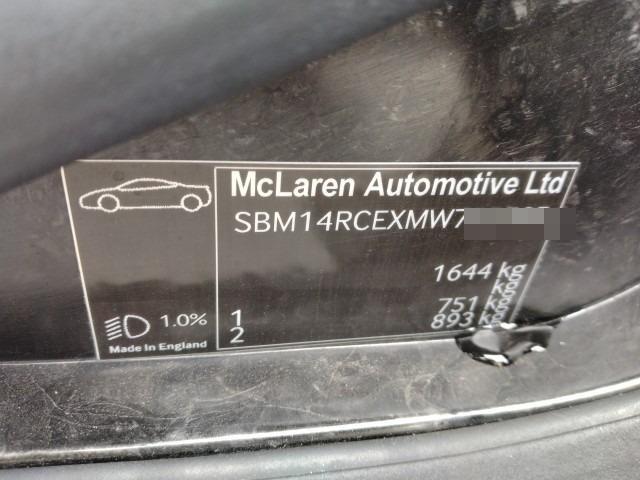 McLaren Automotive Ltd
SBM14RCEXMW7
1644 kg
kg
1 751 kg
2 893 kg
1.0%
Made In England